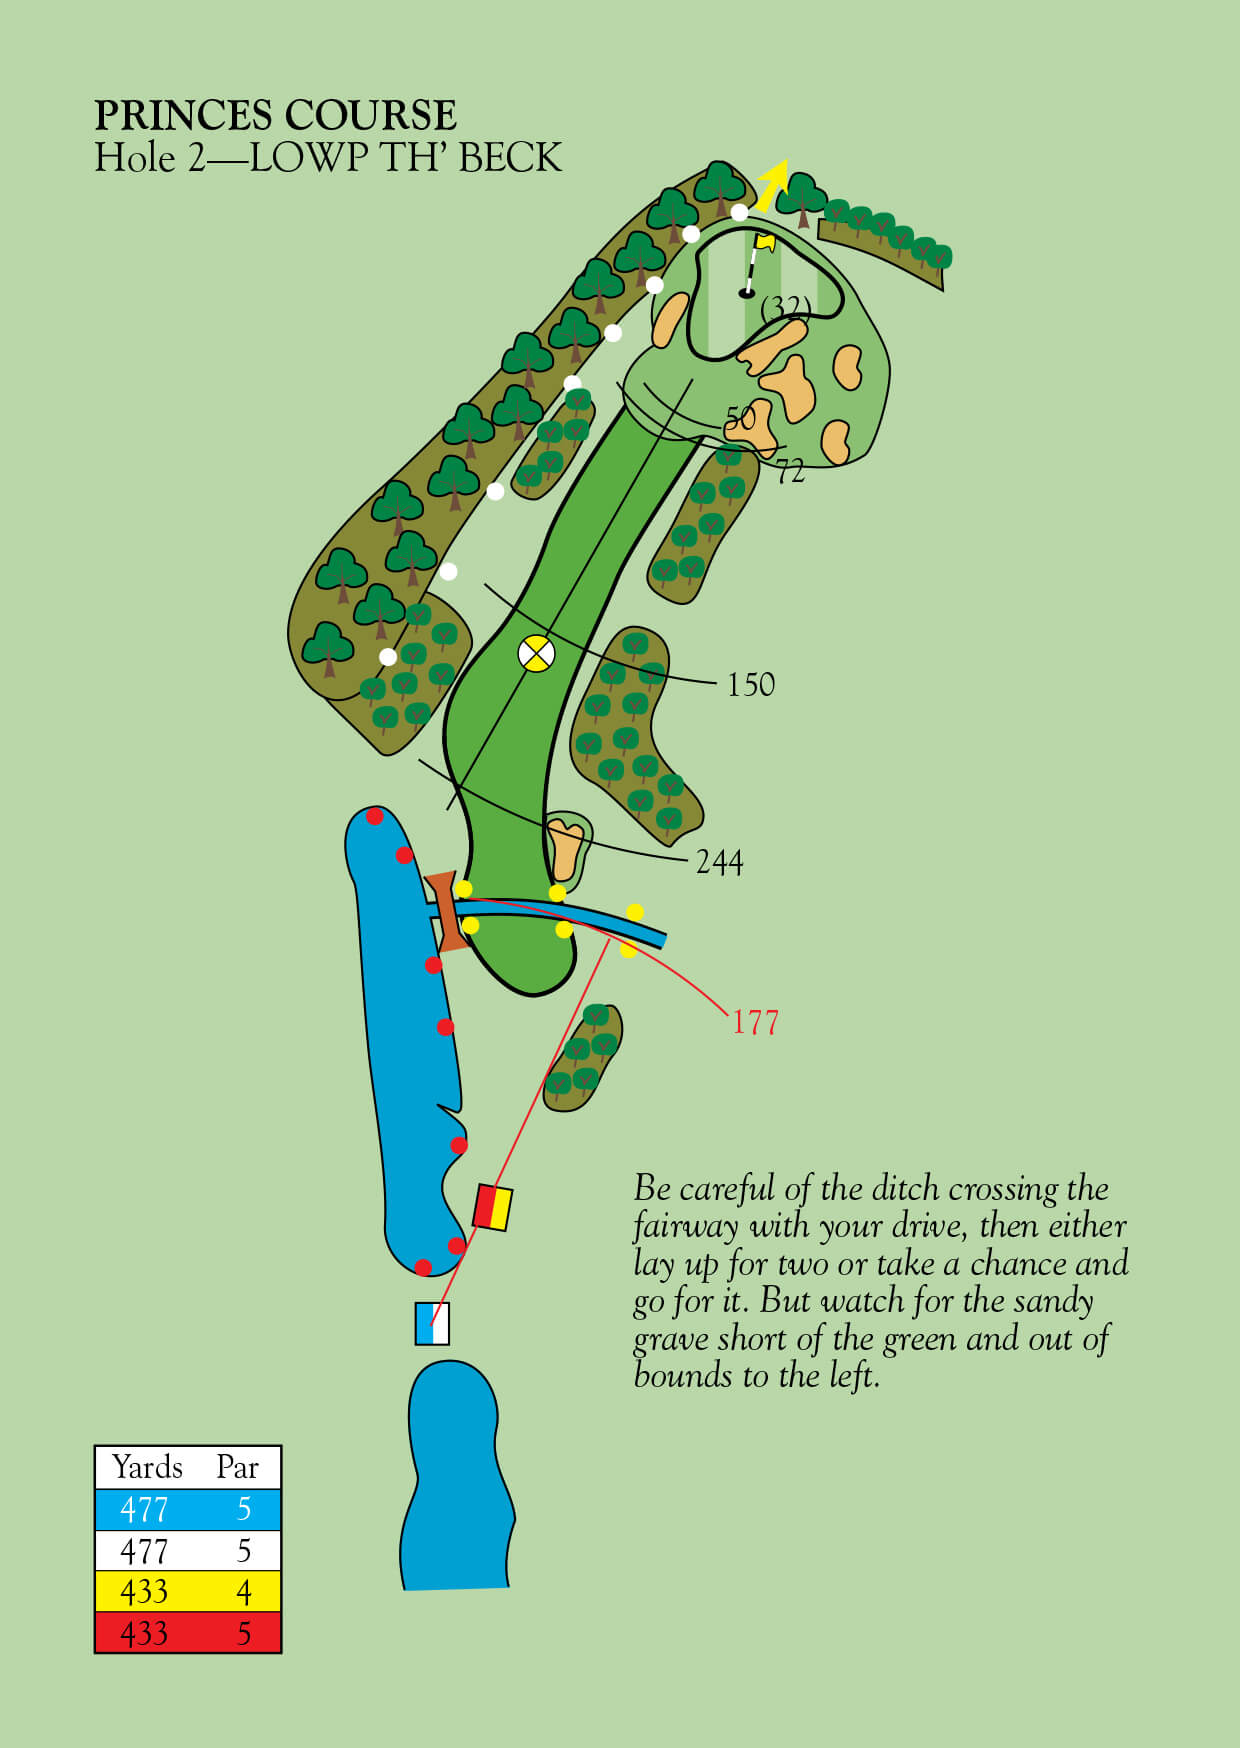 PRINCES COURSE
Hole 2—LOWP TH’ BECK
(32)
50
72
150
244
177
Be careful of the ditch crossing the
fairway with your drive, then either
lay up for two or take a chance and
go for it. But watch for the sandy
grave short of the green and out of
bounds to the left.
Yards Par
477 5
477 5
433 4
433 5